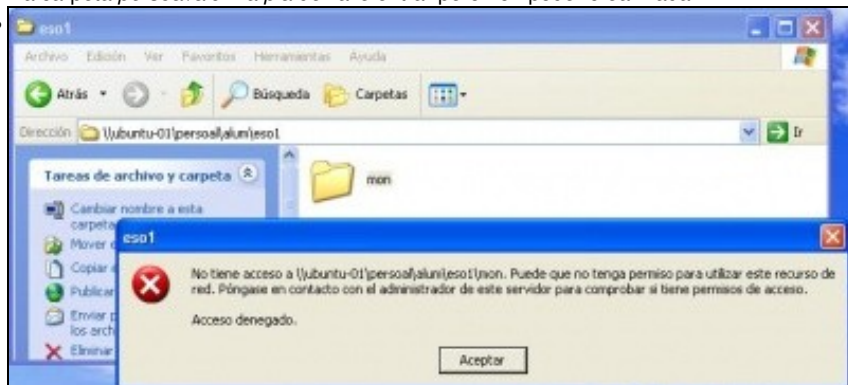 eso1
Archivo Edición Ver Favoritos Herramientas Ayuda
Atrás Búsqueda Carpetas
Dirección \\ubuntu-01\persoal\alum\eso1 Ir
Tareas de archivo y carpeta
mon
Cambiar nombre a esta
carpeta
Mover
Copiar
Publicar
Enviar
los arch
Eliminar
eso1
No tiene acceso a \\ubuntu-01\persoal\alum\eso1\mon. Puede que no tenga permiso para utilizar este recurso de
red. Póngase en contacto con el administrador de este servidor para comprobar si tiene permisos de acceso.
Acceso denegado.
Aceptar